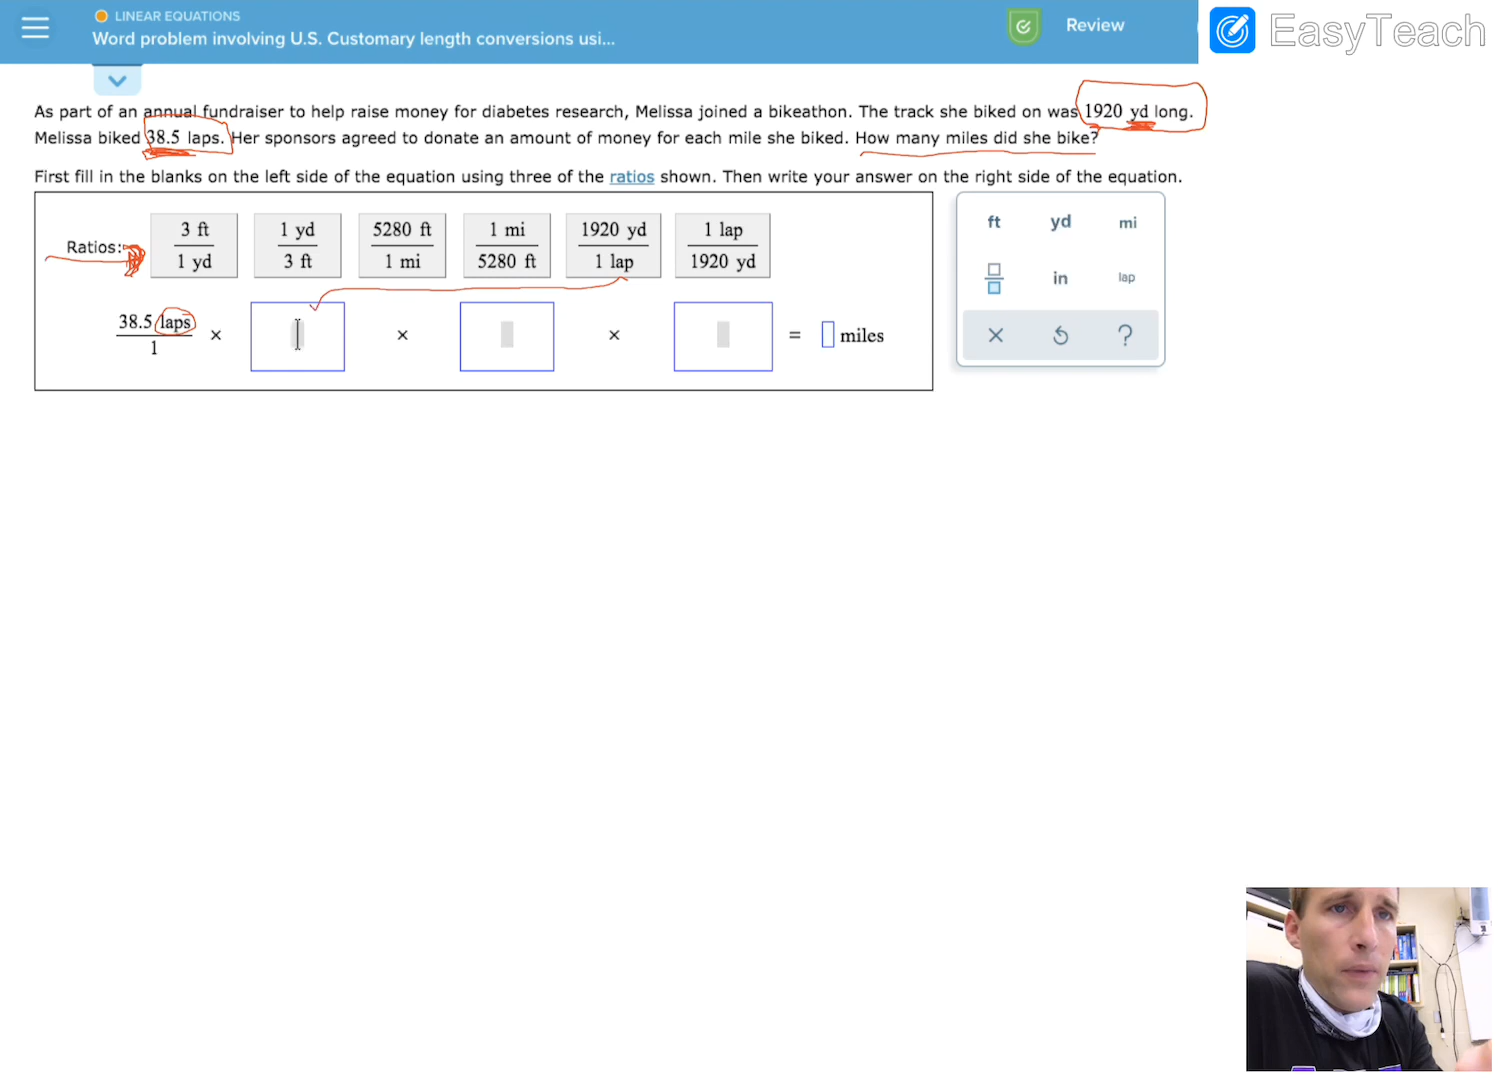 LINEAR EQUATIONS
Word problem involving U.S. Customary length conversions usi...
Review
EasyTeach
As part of an annual fundraiser to help raise money for diabetes research, Melissa joined a bikeathon. The track she biked on was 1920 yd long.
Melissa biked 38.5 laps. Her sponsors agreed to donate an amount of money for each mile she biked. How many miles did she bike?
First fill in the blanks on the left side of the equation using three of the ratios shown. Then write your answer on the right side of the equation.
Ratios:
3 ft
1 yd
1 yd
3 ft
5280 ft
1 mi
1 mi
5280 ft
1920 yd
1 lap
1 lap
1920 yd
38.5 laps
1
× × × = miles
ft yd mi
in lap
× ?